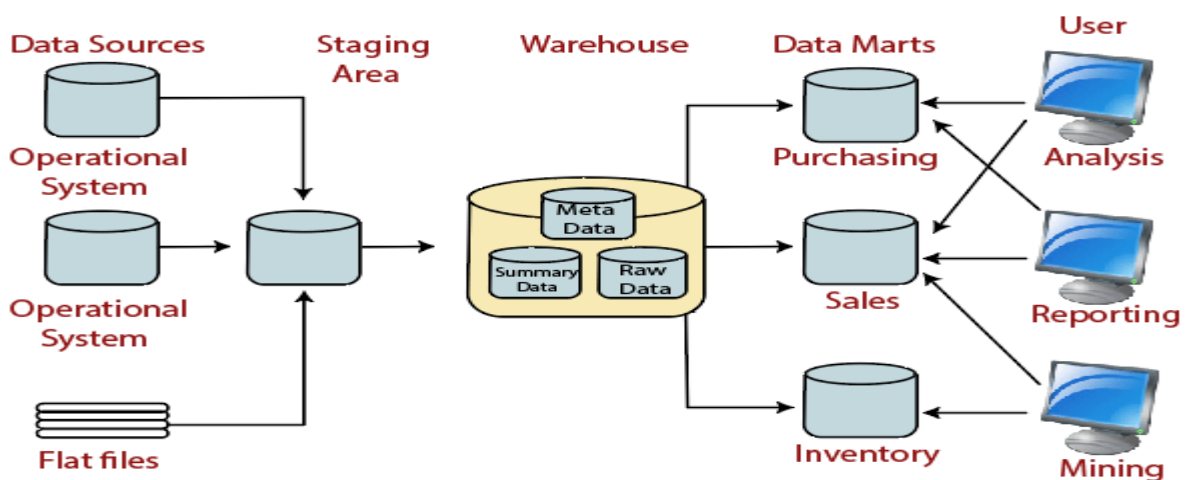 Data Sources
Staging
Area
Warehouse
Data Marts
User
Operational
System
Purchasing
Analysis
Meta
Data
Summary
Data
Raw
Data
Operational
System
Sales
Reporting
Flat files
Inventory
Mining